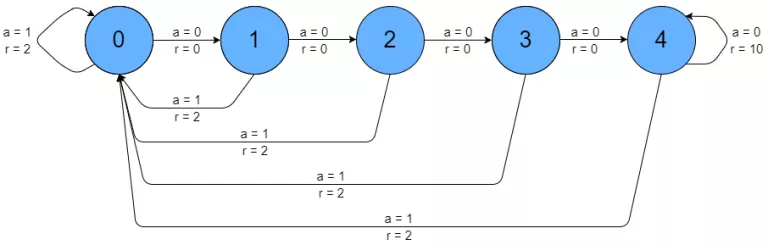 a = 1
r = 2
0
a = 0
r = 0
1
a = 0
r = 0
2
a = 0
r = 0
3
a = 0
r = 0
4
a = 0
r = 10
a = 1
r = 2
a = 1
r = 2
a = 1
r = 2
a = 1
r = 2